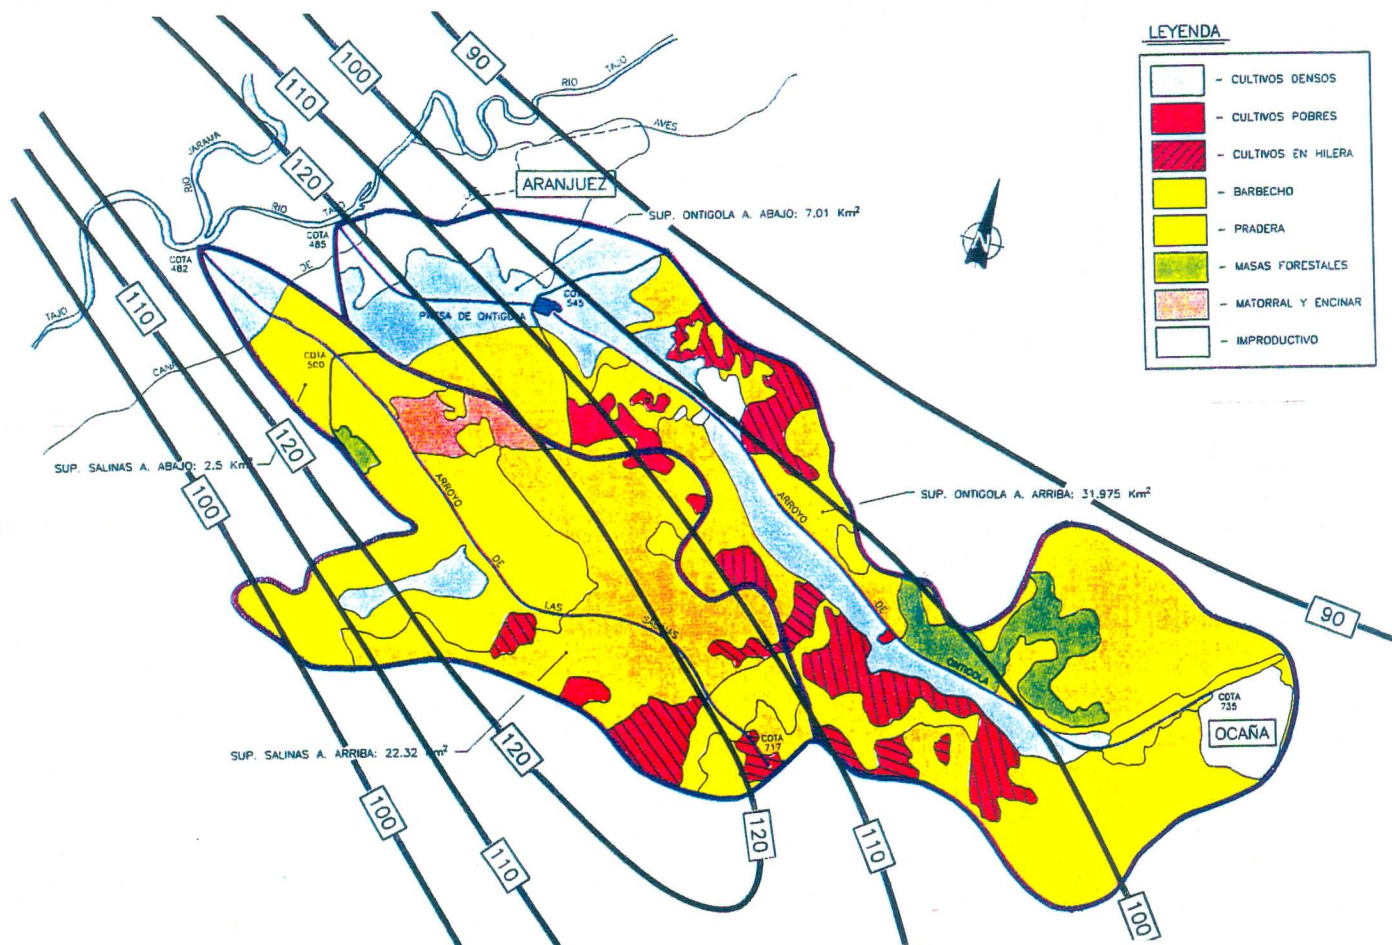 LEYENDA
- CULTIVOS DENSOS
- CULTIVOS POBRES
- CULTIVOS EN HILERA
- BARBECHO
- PRADERA
- MASAS FORESTALES
- MATORRAL Y ENCINAR
- IMPRODUCTIVO
90
100
110
120
110
120
100
RIO TAJO
AVES
RIO JARAMA
RIO TAJO
DE
ARANJUEZ
SUP. ONTIGOLA A. ABAJO: 7.01 Km²
COTA
485
COTA
482
DE
TAJO
CANAL
COTA
545
PRESA DE ONTIGOLA
COTA
500
SUP. SALINAS A. ABAJO: 2.5 Km²
ARROYO DE LAS SALINAS
SUP. ONTIGOLA A. ARRIBA: 31.975 Km²
ARROYO DE ONTIGOLA
90
COTA
735
OCAÑA
COTA
717
SUP. SALINAS A. ARRIBA: 22.32 Km²
120
100
110
120
110
100